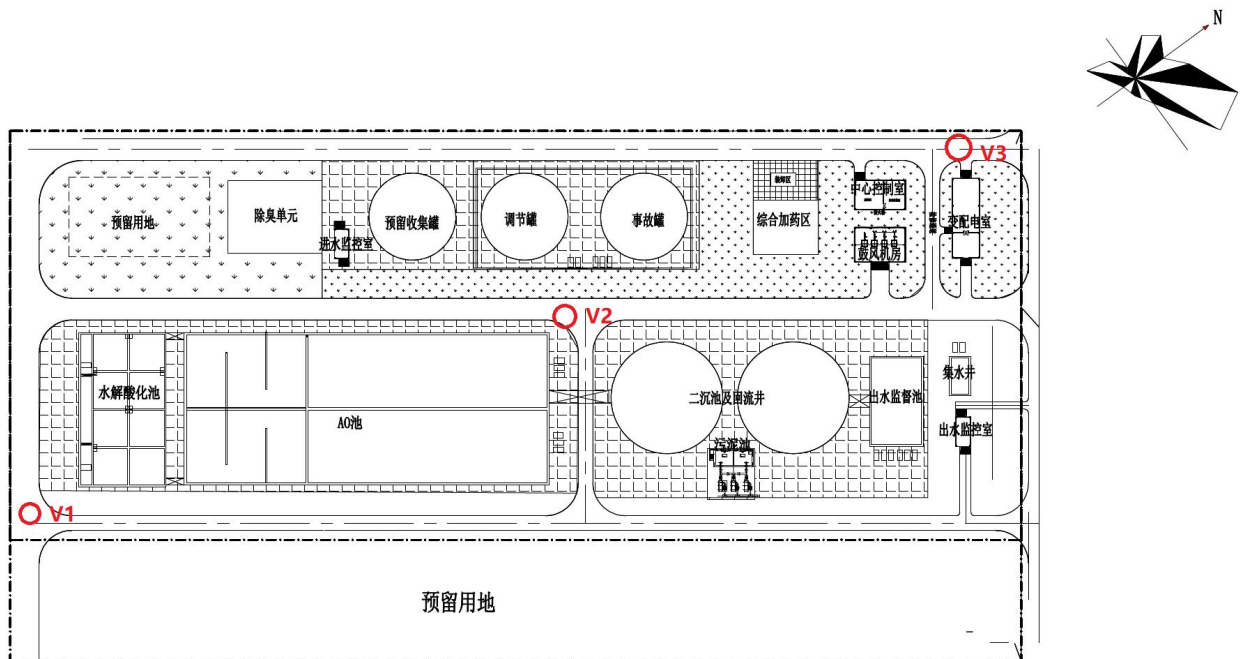 N
V3
预留用地
除臭单元
进水监控室
预留收集罐
调节罐
事故罐
装卸区
综合加药区
中心控制室
鼓风机房
变配电室
V2
水解酸化池
AO池
二沉池及闸流井
污泥池
出水监督池
集水井
出水监控室
V1
预留用地